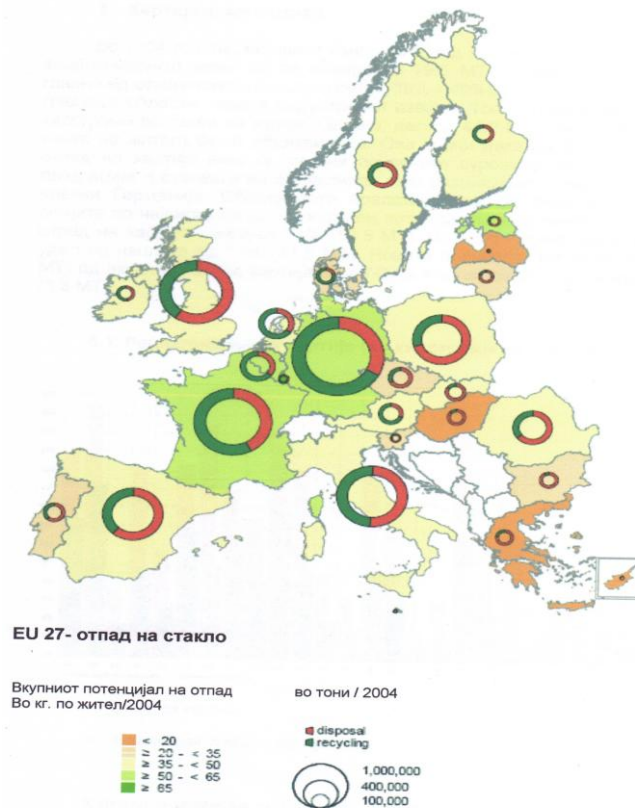 EU 27- отпад на стакло
Вкупниот потенцијал на отпад
Во кг. по жител/2004
во тони / 2004
< 20
≥ 20 - < 35
≥ 35 - < 50
≥ 50 - < 65
≥ 65
disposal
recycling
1,000,000
400,000
100,000